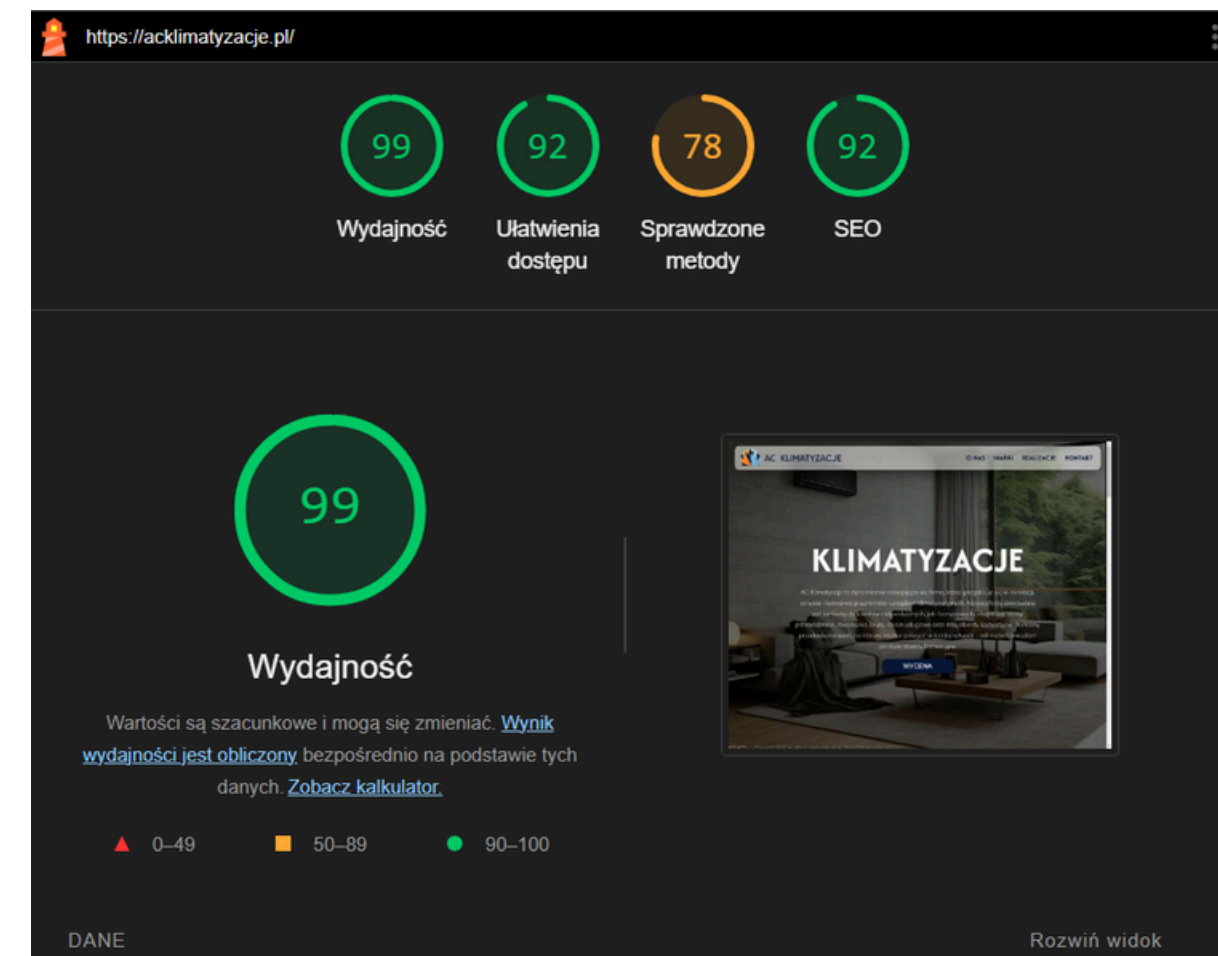 https://acklimatyzacje.pl/
99
92
78
92
Wydajność
Ułatwienia
dostępu
Sprawdzone
metody
SEO
99
Wydajność
Wartości są szacunkowe i mogą się zmieniać. Wynik
wydajności jest obliczony bezpośrednio na podstawie tych
danych. Zobacz kalkulator.
0–49
50–89
90–100
AC KLIMATYZACJE
O NAS MARKI REALIZACJE KONTAKT
KLIMATYZACJE
WYCENA
DANE
Rozwiń widok